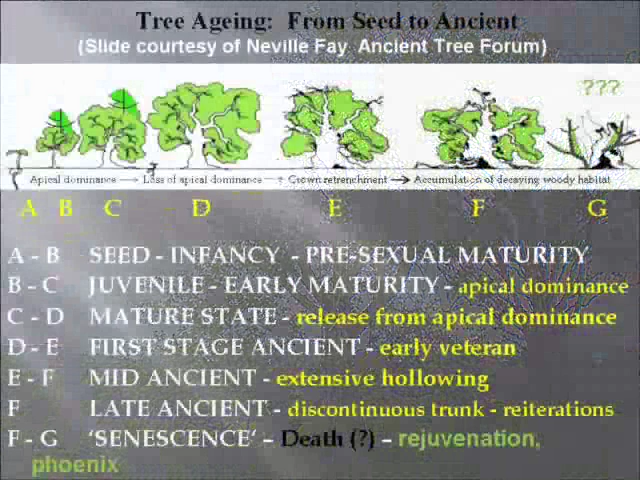 Tree Ageing: From Seed to Ancient
(Slide courtesy of Neville Fay Ancient Tree Forum)
???
Apical dominance → Loss of apical dominance → Crown retrenchment → Accumulation of decaying woody habitat
A B C D E F G
A - B SEED - INFANCY - PRE-SEXUAL MATURITY
B - C JUVENILE - EARLY MATURITY - apical dominance
C - D MATURE STATE - release from apical dominance
D - E FIRST STAGE ANCIENT - early veteran
E - F MID ANCIENT - extensive hollowing
F LATE ANCIENT - discontinuous trunk - reiterations
F - G ‘SENESCENCE’ – Death (?) – rejuvenation,
phoenix